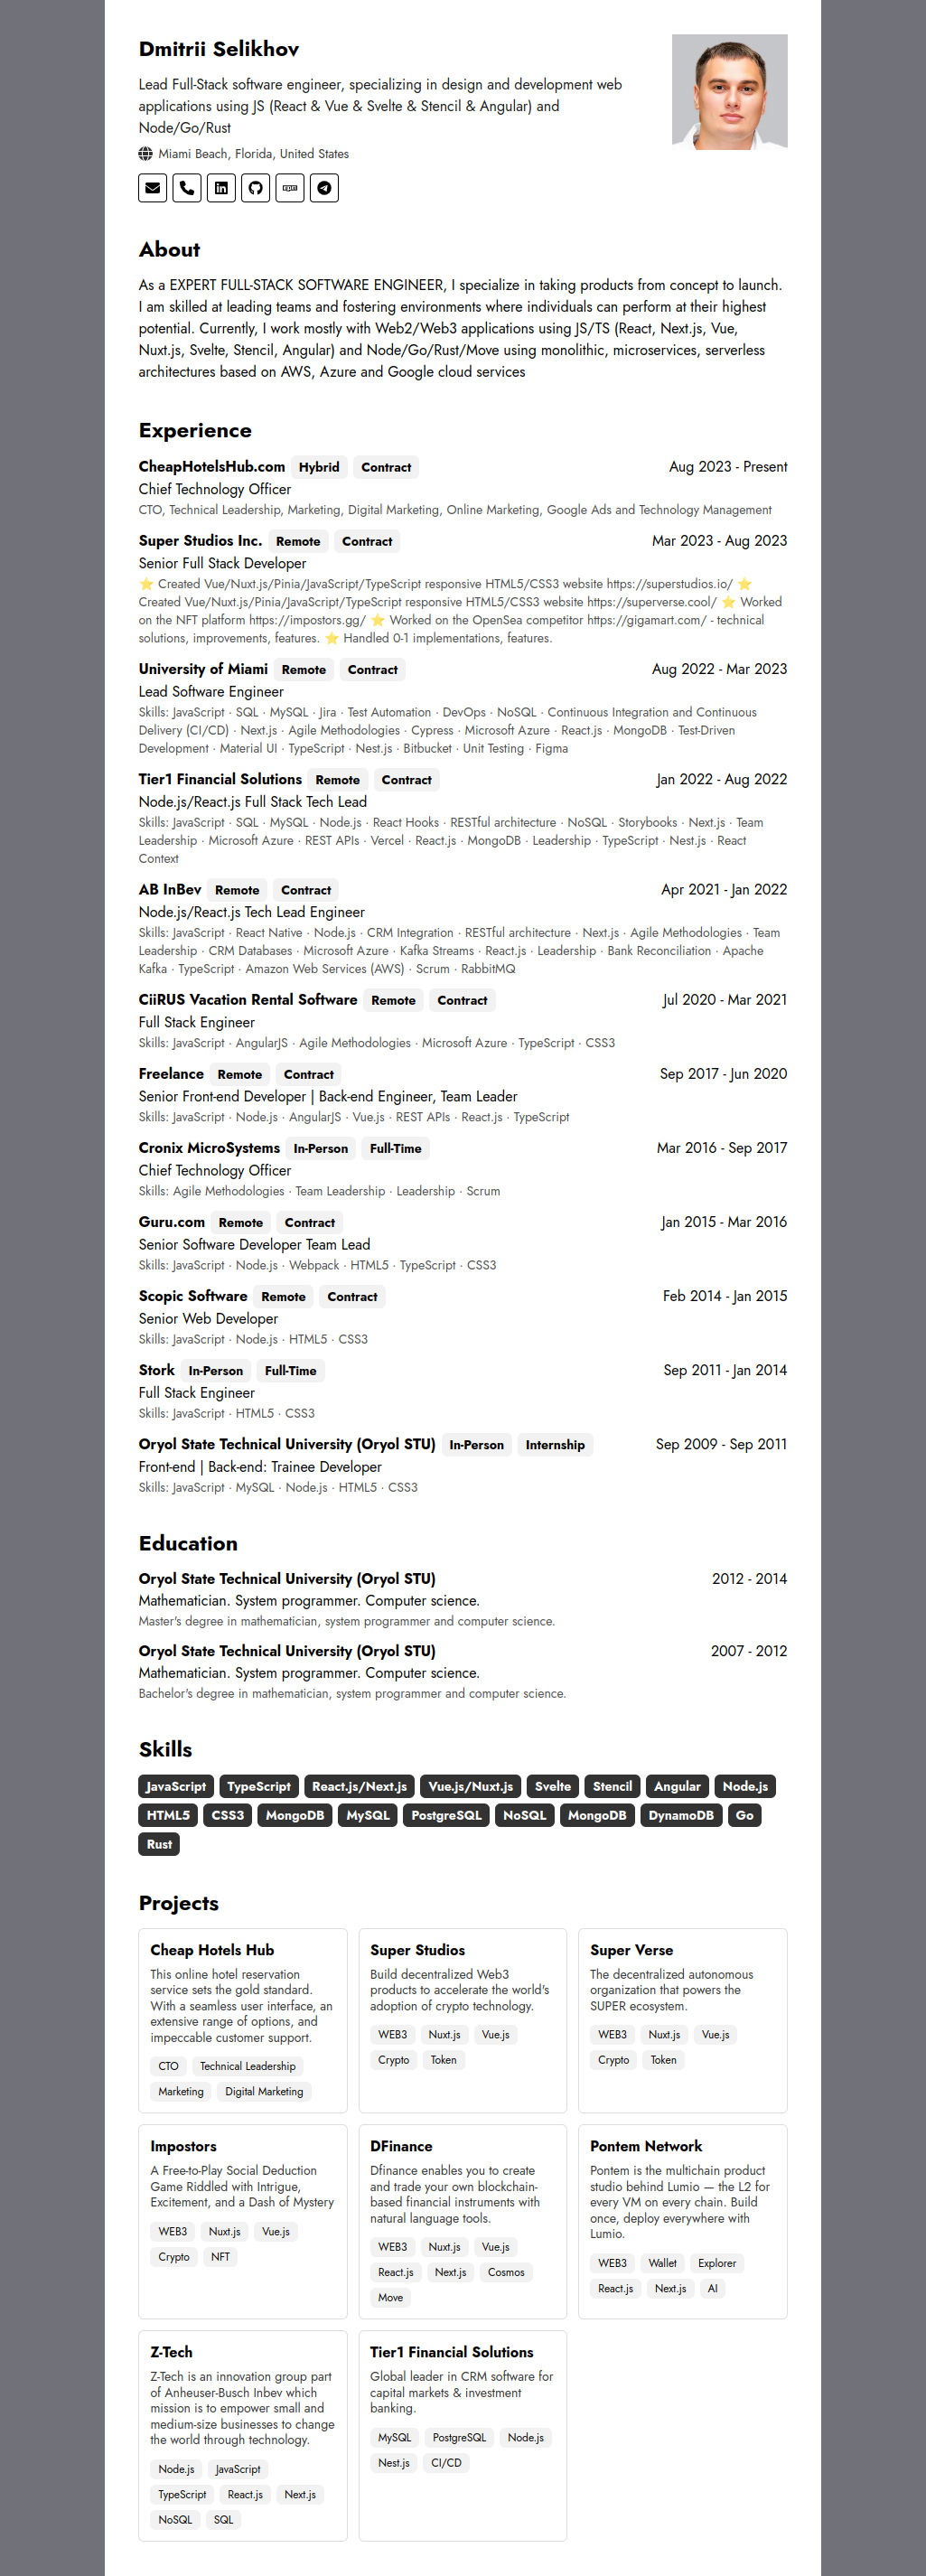 Dmitrii Selikhov
Lead Full-Stack software engineer, specializing in design and development web
applications using JS (React & Vue & Svelte & Stencil & Angular) and
Node/Go/Rust
Miami Beach, Florida, United States
About
As a EXPERT FULL-STACK SOFTWARE ENGINEER, I specialize in taking products from concept to launch.
I am skilled at leading teams and fostering environments where individuals can perform at their highest
potential. Currently, I work mostly with Web2/Web3 applications using JS/TS (React, Next.js, Vue,
Nuxt.js, Svelte, Stencil, Angular) and Node/Go/Rust/Move using monolithic, microservices, serverless
architectures based on AWS, Azure and Google cloud services
Experience
CheapHotelsHub.com Hybrid Contract Aug 2023 - Present
Chief Technology Officer
CTO, Technical Leadership, Marketing, Digital Marketing, Online Marketing, Google Ads and Technology Management
Super Studios Inc. Remote Contract Mar 2023 - Aug 2023
Senior Full Stack Developer
⭐ Created Vue/Nuxt.js/Pinia/JavaScript/TypeScript responsive HTML5/CSS3 website https://superstudios.io/ ⭐
Created Vue/Nuxt.js/Pinia/JavaScript/TypeScript responsive HTML5/CSS3 website https://superverse.cool/ ⭐ Worked
on the NFT platform https://impostors.gg/ ⭐ Worked on the OpenSea competitor https://gigamart.com/ - technical
solutions, improvements, features. ⭐ Handled 0-1 implementations, features.
University of Miami Remote Contract Aug 2022 - Mar 2023
Lead Software Engineer
Skills: JavaScript · SQL · MySQL · Jira · Test Automation · DevOps · NoSQL · Continuous Integration and Continuous
Delivery (CI/CD) · Next.js · Agile Methodologies · Cypress · Microsoft Azure · React.js · MongoDB · Test-Driven
Development · Material UI · TypeScript · Nest.js · Bitbucket · Unit Testing · Figma
Tier1 Financial Solutions Remote Contract Jan 2022 - Aug 2022
Node.js/React.js Full Stack Tech Lead
Skills: JavaScript · SQL · MySQL · Node.js · React Hooks · RESTful architecture · NoSQL · Storybooks · Next.js · Team
Leadership · Microsoft Azure · REST APIs · Vercel · React.js · MongoDB · Leadership · TypeScript · Nest.js · React
Context
AB InBev Remote Contract Apr 2021 - Jan 2022
Node.js/React.js Tech Lead Engineer
Skills: JavaScript · React Native · Node.js · CRM Integration · RESTful architecture · Next.js · Agile Methodologies · Team
Leadership · CRM Databases · Microsoft Azure · Kafka Streams · React.js · Leadership · Bank Reconciliation · Apache
Kafka · TypeScript · Amazon Web Services (AWS) · Scrum · RabbitMQ
CiiRUS Vacation Rental Software Remote Contract Jul 2020 - Mar 2021
Full Stack Engineer
Skills: JavaScript · AngularJS · Agile Methodologies · Microsoft Azure · TypeScript · CSS3
Freelance Remote Contract Sep 2017 - Jun 2020
Senior Front-end Developer | Back-end Engineer, Team Leader
Skills: JavaScript · Node.js · AngularJS · Vue.js · REST APIs · React.js · TypeScript
Cronix MicroSystems In-Person Full-Time Mar 2016 - Sep 2017
Chief Technology Officer
Skills: Agile Methodologies · Team Leadership · Leadership · Scrum
Guru.com Remote Contract Jan 2015 - Mar 2016
Senior Software Developer Team Lead
Skills: JavaScript · Node.js · Webpack · HTML5 · TypeScript · CSS3
Scopic Software Remote Contract Feb 2014 - Jan 2015
Senior Web Developer
Skills: JavaScript · Node.js · HTML5 · CSS3
Stork In-Person Full-Time Sep 2011 - Jan 2014
Full Stack Engineer
Skills: JavaScript · HTML5 · CSS3
Oryol State Technical University (Oryol STU) In-Person Internship Sep 2009 - Sep 2011
Front-end | Back-end: Trainee Developer
Skills: JavaScript · MySQL · Node.js · HTML5 · CSS3
Education
Oryol State Technical University (Oryol STU) 2012 - 2014
Mathematician. System programmer. Computer science.
Master's degree in mathematician, system programmer and computer science.
Oryol State Technical University (Oryol STU) 2007 - 2012
Mathematician. System programmer. Computer science.
Bachelor's degree in mathematician, system programmer and computer science.
Skills
JavaScript TypeScript React.js/Next.js Vue.js/Nuxt.js Svelte Stencil Angular Node.js
HTML5 CSS3 MongoDB MySQL PostgreSQL NoSQL MongoDB DynamoDB Go
Rust
Projects
Cheap Hotels Hub
This online hotel reservation
service sets the gold standard.
With a seamless user interface, an
extensive range of options, and
impeccable customer support.
CTO Technical Leadership
Marketing Digital Marketing
Super Studios
Build decentralized Web3
products to accelerate the world's
adoption of crypto technology.
WEB3 Nuxt.js Vue.js
Crypto Token
Super Verse
The decentralized autonomous
organization that powers the
SUPER ecosystem.
WEB3 Nuxt.js Vue.js
Crypto Token
Impostors
A Free-to-Play Social Deduction
Game Riddled with Intrigue,
Excitement, and a Dash of Mystery
WEB3 Nuxt.js Vue.js
Crypto NFT
DFinance
Dfinance enables you to create
and trade your own blockchain-
based financial instruments with
natural language tools.
WEB3 Nuxt.js Vue.js
React.js Next.js Cosmos
Move
Pontem Network
Pontem is the multichain product
studio behind Lumio — the L2 for
every VM on every chain. Build
once, deploy everywhere with
Lumio.
WEB3 Wallet Explorer
React.js Next.js AI
Z-Tech
Z-Tech is an innovation group part
of Anheuser-Busch Inbev which
mission is to empower small and
medium-size businesses to change
the world through technology.
Node.js JavaScript
TypeScript React.js Next.js
NoSQL SQL
Tier1 Financial Solutions
Global leader in CRM software for
capital markets & investment
banking.
MySQL PostgreSQL Node.js
Nest.js CI/CD